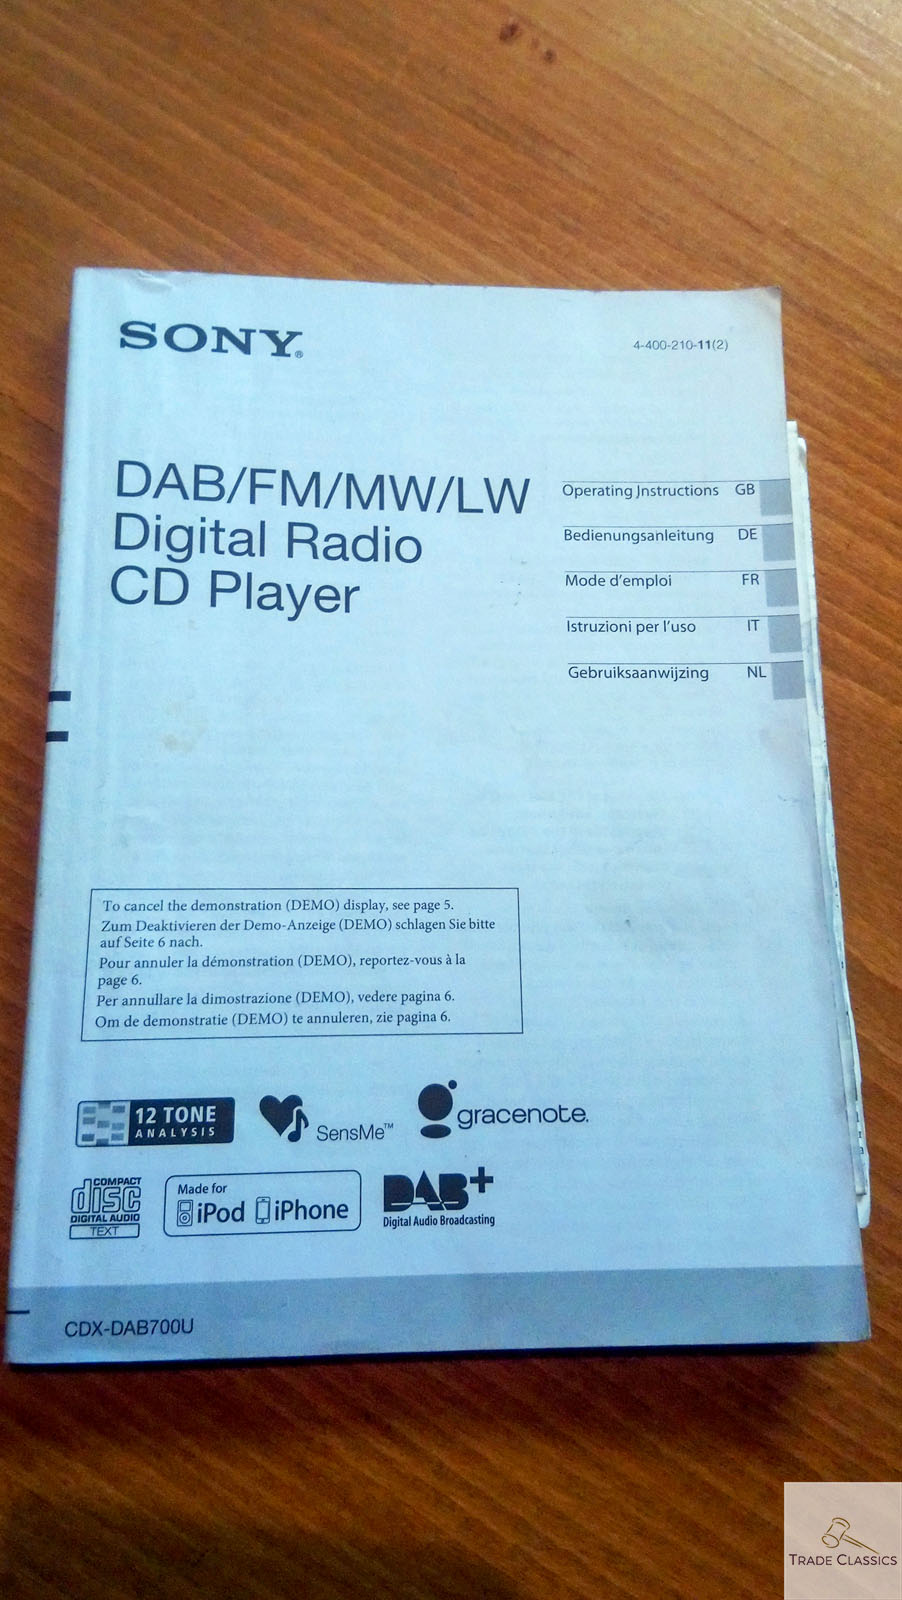 SONY®
4-400-210-11(2)
DAB/FM/MW/LW
Digital Radio
CD Player
Operating Instructions GB
Bedienungsanleitung DE
Mode d'emploi FR
Istruzioni per l'uso IT
Gebruiksaanwijzing NL
To cancel the demonstration (DEMO) display, see page 5.
Zum Deaktivieren der Demo-Anzeige (DEMO) schlagen Sie bitte
auf Seite 6 nach.
Pour annuler la démonstration (DEMO), reportez-vous à la
page 6.
Per annullare la dimostrazione (DEMO), vedere pagina 6.
Om de demonstratie (DEMO) te annuleren, zie pagina 6.
12 TONE
ANALYSIS
SensMe™
gracenote.
COMPACT
disc
DIGITAL AUDIO
TEXT
Made for
iPod iPhone
DAB+
Digital Audio Broadcasting
CDX-DAB700U
TRADE CLASSICS